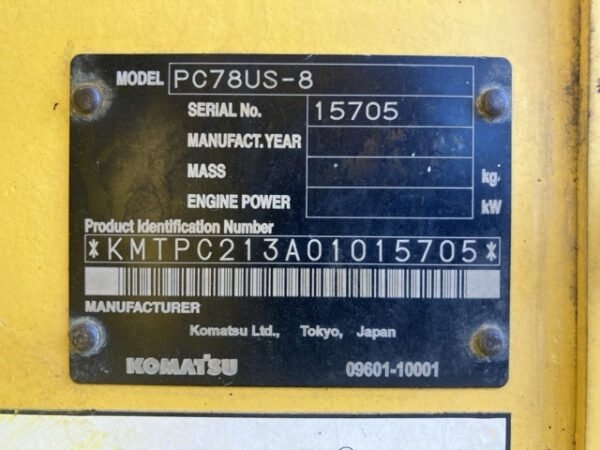 MODEL PC78US-8
SERIAL No. 15705
MANUFACT.YEAR
MASS kg
ENGINE POWER kW
Product Identification Number
*KMTPC213A01015705*
MANUFACTURER
Komatsu Ltd., Tokyo, Japan
KOMATSU 09601-10001